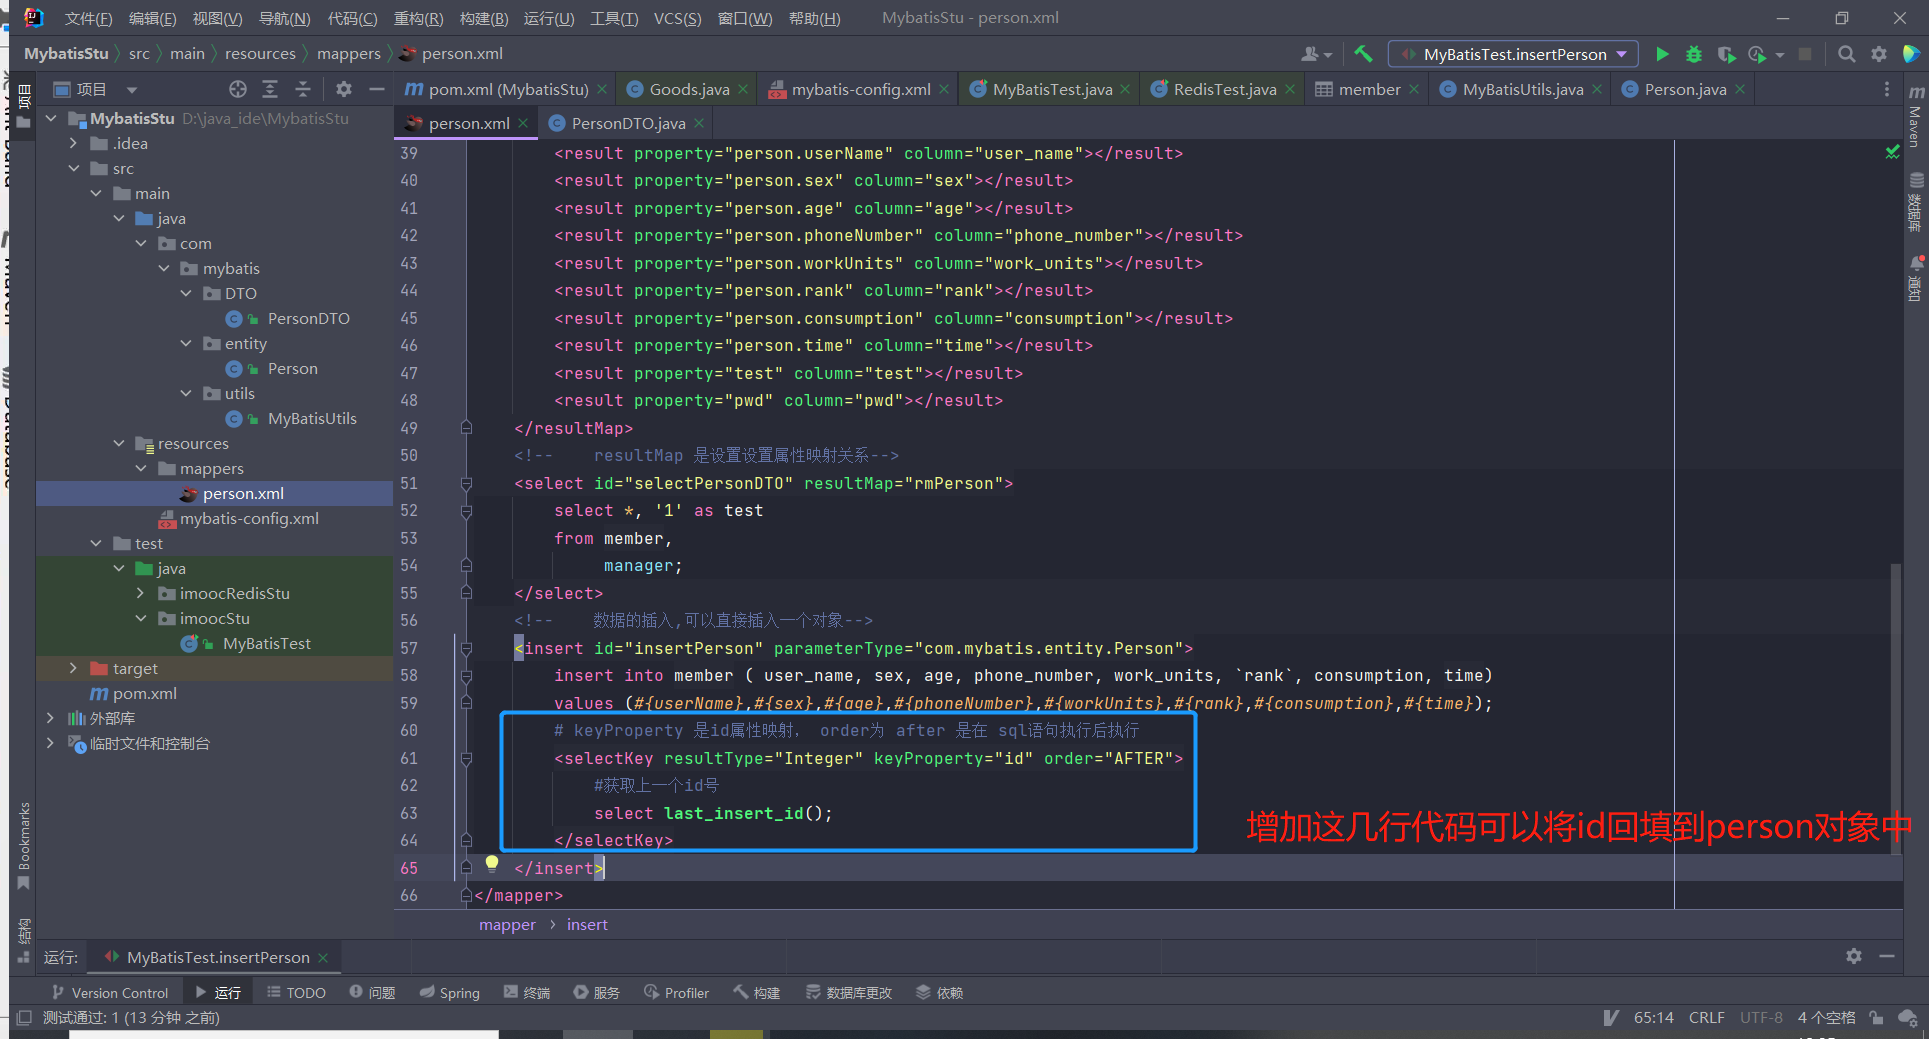 文件(F) 编辑(E) 视图(V) 导航(N) 代码(C) 重构(R) 构建(B) 运行(U) 工具(T) VCS(S) 窗口(W) 帮助(H) MybatisStu - person.xml
MybatisStu src main resources mappers person.xml MyBatisTest.insertPerson
项目
pom.xml (MybatisStu) Goods.java mybatis-config.xml MyBatisTest.java RedisTest.java member MyBatisUtils.java Person.java
person.xml PersonDTO.java
项目
MybatisStu D:\java_ide\MybatisStu
.idea
src
main
java
com
mybatis
DTO
PersonDTO
entity
Person
utils
MyBatisUtils
resources
mappers
person.xml
mybatis-config.xml
test
java
imoocRedisStu
imoocStu
MyBatisTest
target
pom.xml
外部库
临时文件和控制台
Bookmarks
结构
39 <result property="person.userName" column="user_name"></result>
40 <result property="person.sex" column="sex"></result>
41 <result property="person.age" column="age"></result>
42 <result property="person.phoneNumber" column="phone_number"></result>
43 <result property="person.workUnits" column="work_units"></result>
44 <result property="person.rank" column="rank"></result>
45 <result property="person.consumption" column="consumption"></result>
46 <result property="person.time" column="time"></result>
47 <result property="test" column="test"></result>
48 <result property="pwd" column="pwd"></result>
49 </resultMap>
50 <!-- resultMap 是设置设置属性映射关系-->
51 <select id="selectPersonDTO" resultMap="rmPerson">
52 select *, '1' as test
53 from member,
54 manager;
55 </select>
56 <!-- 数据的插入,可以直接插入一个对象-->
57 <insert id="insertPerson" parameterType="com.mybatis.entity.Person">
58 insert into member ( user_name, sex, age, phone_number, work_units, `rank`, consumption, time)
59 values (#{userName},#{sex},#{age},#{phoneNumber},#{workUnits},#{rank},#{consumption},#{time});
60 # keyProperty 是id属性映射, order为 after 是在 sql语句执行后执行
61 <selectKey resultType="Integer" keyProperty="id" order="AFTER">
62 #获取上一个id号
63 select last_insert_id();
64 </selectKey>
65 </insert>
66 </mapper>
增加这几行代码可以将id回填到person对象中
Maven
数据库
通知
mapper insert
运行: MyBatisTest.insertPerson
Version Control 运行 TODO 问题 Spring 终端 服务 Profiler 构建 数据库更改 依赖
测试通过: 1 (13 分钟 之前) 65:14 CRLF UTF-8 4 个空格